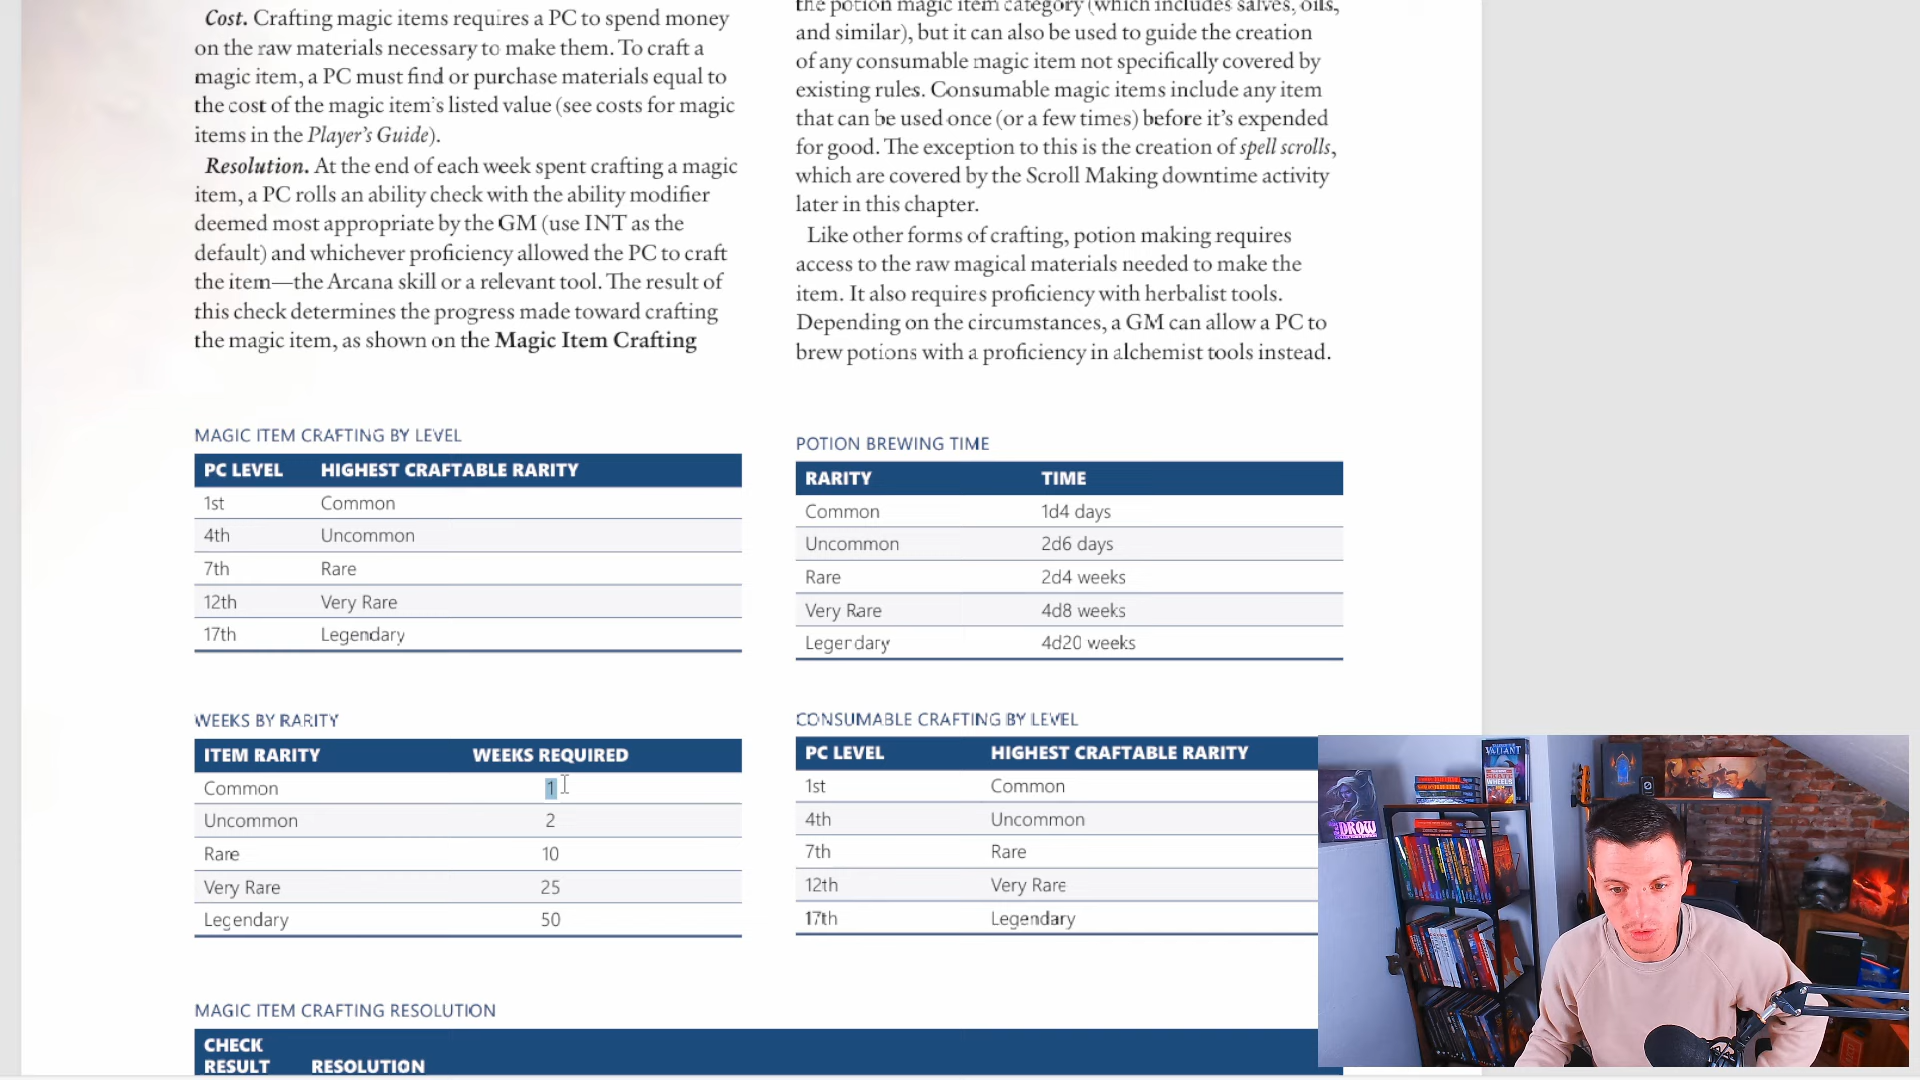 Cost. Crafting magic items requires a PC to spend money
on the raw materials necessary to make them. To craft a
magic item, a PC must find or purchase materials equal to
the cost of the magic item's listed value (see costs for magic
items in the Player's Guide).
Resolution. At the end of each week spent crafting a magic
item, a PC rolls an ability check with the ability modifier
deemed most appropriate by the GM (use INT as the
default) and whichever proficiency allowed the PC to craft
the item—the Arcana skill or a relevant tool. The result of
this check determines the progress made toward crafting
the magic item, as shown on the Magic Item Crafting
MAGIC ITEM CRAFTING BY LEVEL
PC LEVEL HIGHEST CRAFTABLE RARITY
1st Common
4th Uncommon
7th Rare
12th Very Rare
17th Legendary
WEEKS BY RARITY
ITEM RARITY WEEKS REQUIRED
Common 1
Uncommon 2
Rare 10
Very Rare 25
Legendary 50
MAGIC ITEM CRAFTING RESOLUTION
CHECK
RESULT RESOLUTION
the potion magic item category (which includes salves, oils,
and similar), but it can also be used to guide the creation
of any consumable magic item not specifically covered by
existing rules. Consumable magic items include any item
that can be used once (or a few times) before it's expended
for good. The exception to this is the creation of spell scrolls,
which are covered by the Scroll Making downtime activity
later in this chapter.
Like other forms of crafting, potion making requires
access to the raw magical materials needed to make the
item. It also requires proficiency with herbalist tools.
Depending on the circumstances, a GM can allow a PC to
brew potions with a proficiency in alchemist tools instead.
POTION BREWING TIME
RARITY TIME
Common 1d4 days
Uncommon 2d6 days
Rare 2d4 weeks
Very Rare 4d8 weeks
Legendary 4d20 weeks
CONSUMABLE CRAFTING BY LEVEL
PC LEVEL HIGHEST CRAFTABLE RARITY
1st Common
4th Uncommon
7th Rare
12th Very Rare
17th Legendary
VALIANT
SKATE
WHEELS
DROW